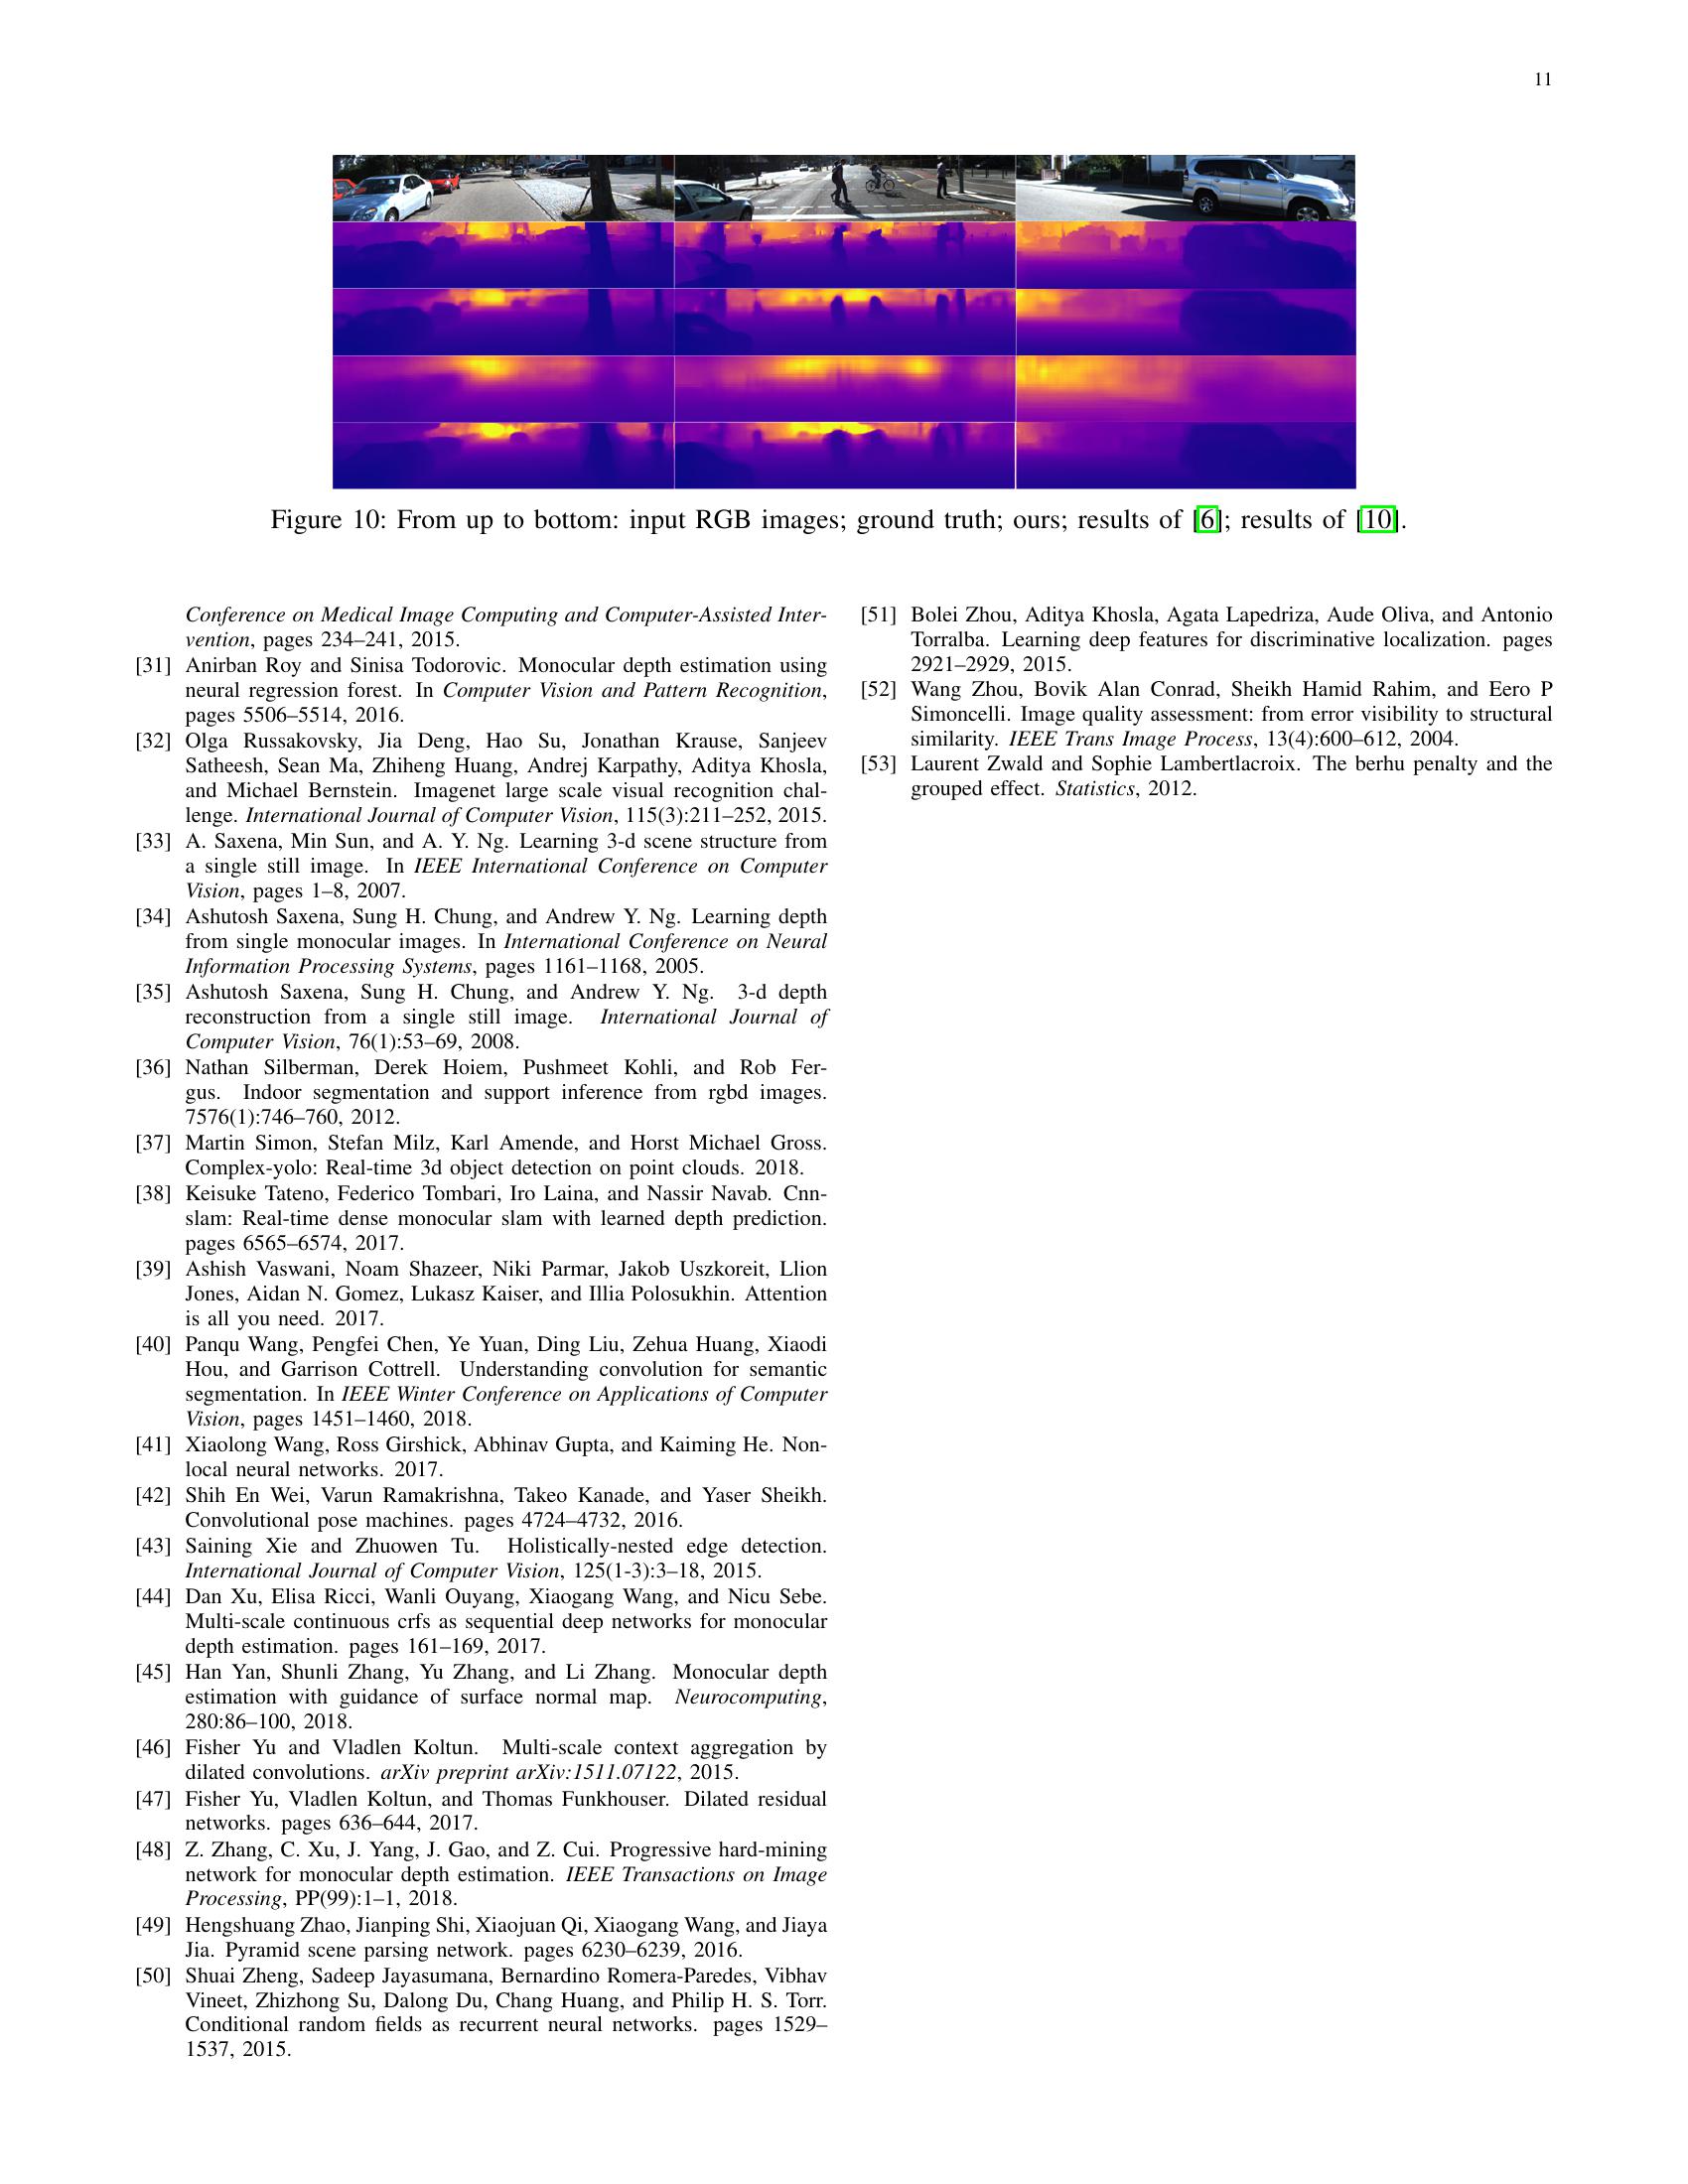 11
Figure 10: From up to bottom: input RGB images; ground truth; ours; results of [6]; results of [10].
Conference on Medical Image Computing and Computer-Assisted Inter-
vention, pages 234–241, 2015.
[31] Anirban Roy and Sinisa Todorovic. Monocular depth estimation using
neural regression forest. In Computer Vision and Pattern Recognition,
pages 5506–5514, 2016.
[32] Olga Russakovsky, Jia Deng, Hao Su, Jonathan Krause, Sanjeev
Satheesh, Sean Ma, Zhiheng Huang, Andrej Karpathy, Aditya Khosla,
and Michael Bernstein. Imagenet large scale visual recognition chal-
lenge. International Journal of Computer Vision, 115(3):211–252, 2015.
[33] A. Saxena, Min Sun, and A. Y. Ng. Learning 3-d scene structure from
a single still image. In IEEE International Conference on Computer
Vision, pages 1–8, 2007.
[34] Ashutosh Saxena, Sung H. Chung, and Andrew Y. Ng. Learning depth
from single monocular images. In International Conference on Neural
Information Processing Systems, pages 1161–1168, 2005.
[35] Ashutosh Saxena, Sung H. Chung, and Andrew Y. Ng. 3-d depth
reconstruction from a single still image. International Journal of
Computer Vision, 76(1):53–69, 2008.
[36] Nathan Silberman, Derek Hoiem, Pushmeet Kohli, and Rob Fer-
gus. Indoor segmentation and support inference from rgbd images.
7576(1):746–760, 2012.
[37] Martin Simon, Stefan Milz, Karl Amende, and Horst Michael Gross.
Complex-yolo: Real-time 3d object detection on point clouds. 2018.
[38] Keisuke Tateno, Federico Tombari, Iro Laina, and Nassir Navab. Cnn-
slam: Real-time dense monocular slam with learned depth prediction.
pages 6565–6574, 2017.
[39] Ashish Vaswani, Noam Shazeer, Niki Parmar, Jakob Uszkoreit, Llion
Jones, Aidan N. Gomez, Lukasz Kaiser, and Illia Polosukhin. Attention
is all you need. 2017.
[40] Panqu Wang, Pengfei Chen, Ye Yuan, Ding Liu, Zehua Huang, Xiaodi
Hou, and Garrison Cottrell. Understanding convolution for semantic
segmentation. In IEEE Winter Conference on Applications of Computer
Vision, pages 1451–1460, 2018.
[41] Xiaolong Wang, Ross Girshick, Abhinav Gupta, and Kaiming He. Non-
local neural networks. 2017.
[42] Shih En Wei, Varun Ramakrishna, Takeo Kanade, and Yaser Sheikh.
Convolutional pose machines. pages 4724–4732, 2016.
[43] Saining Xie and Zhuowen Tu. Holistically-nested edge detection.
International Journal of Computer Vision, 125(1-3):3–18, 2015.
[44] Dan Xu, Elisa Ricci, Wanli Ouyang, Xiaogang Wang, and Nicu Sebe.
Multi-scale continuous crfs as sequential deep networks for monocular
depth estimation. pages 161–169, 2017.
[45] Han Yan, Shunli Zhang, Yu Zhang, and Li Zhang. Monocular depth
estimation with guidance of surface normal map. Neurocomputing,
280:86–100, 2018.
[46] Fisher Yu and Vladlen Koltun. Multi-scale context aggregation by
dilated convolutions. arXiv preprint arXiv:1511.07122, 2015.
[47] Fisher Yu, Vladlen Koltun, and Thomas Funkhouser. Dilated residual
networks. pages 636–644, 2017.
[48] Z. Zhang, C. Xu, J. Yang, J. Gao, and Z. Cui. Progressive hard-mining
network for monocular depth estimation. IEEE Transactions on Image
Processing, PP(99):1–1, 2018.
[49] Hengshuang Zhao, Jianping Shi, Xiaojuan Qi, Xiaogang Wang, and Jiaya
Jia. Pyramid scene parsing network. pages 6230–6239, 2016.
[50] Shuai Zheng, Sadeep Jayasumana, Bernardino Romera-Paredes, Vibhav
Vineet, Zhizhong Su, Dalong Du, Chang Huang, and Philip H. S. Torr.
Conditional random fields as recurrent neural networks. pages 1529–
1537, 2015.
[51] Bolei Zhou, Aditya Khosla, Agata Lapedriza, Aude Oliva, and Antonio
Torralba. Learning deep features for discriminative localization. pages
2921–2929, 2015.
[52] Wang Zhou, Bovik Alan Conrad, Sheikh Hamid Rahim, and Eero P
Simoncelli. Image quality assessment: from error visibility to structural
similarity. IEEE Trans Image Process, 13(4):600–612, 2004.
[53] Laurent Zwald and Sophie Lambertlacroix. The berhu penalty and the
grouped effect. Statistics, 2012.